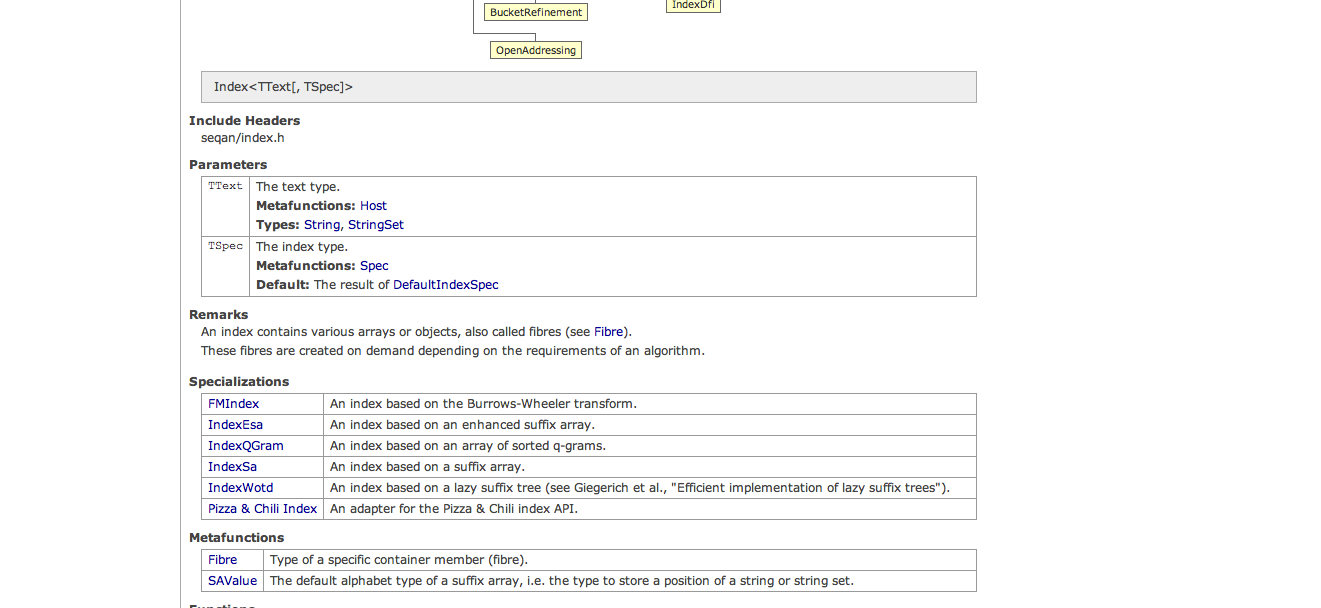 IndexDfi
BucketRefinement
OpenAddressing
Index<TText[, TSpec]>
Include Headers
seqan/index.h
Parameters
TText The text type.
Metafunctions: Host
Types: String, StringSet
TSpec The index type.
Metafunctions: Spec
Default: The result of DefaultIndexSpec
Remarks
An index contains various arrays or objects, also called fibres (see Fibre).
These fibres are created on demand depending on the requirements of an algorithm.
Specializations
FMIndex An index based on the Burrows-Wheeler transform.
IndexEsa An index based on an enhanced suffix array.
IndexQGram An index based on an array of sorted q-grams.
IndexSa An index based on a suffix array.
IndexWotd An index based on a lazy suffix tree (see Giegerich et al., "Efficient implementation of lazy suffix trees").
Pizza & Chili Index An adapter for the Pizza & Chili index API.
Metafunctions
Fibre Type of a specific container member (fibre).
SAValue The default alphabet type of a suffix array, i.e. the type to store a position of a string or string set.
Functions